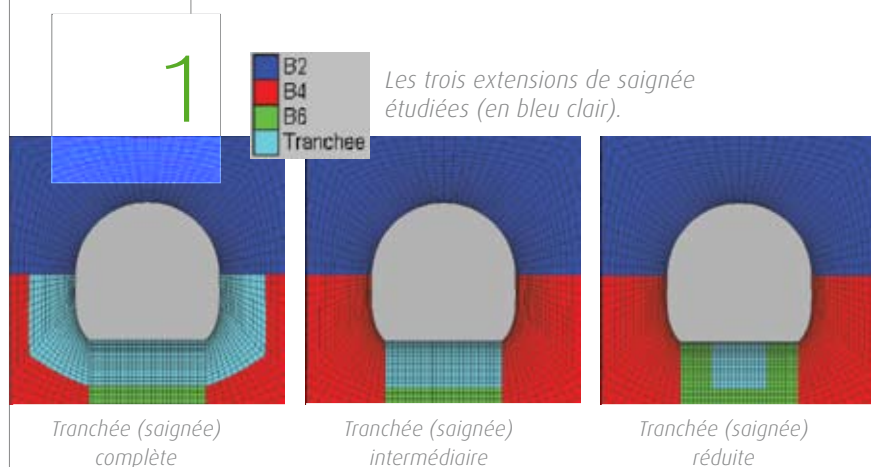 1
B2
B4
B6
Tranchee
Les trois extensions de saignée
étudiées (en bleu clair).
Tranchée (saignée)
complète
Tranchée (saignée)
intermédiaire
Tranchée (saignée)
réduite